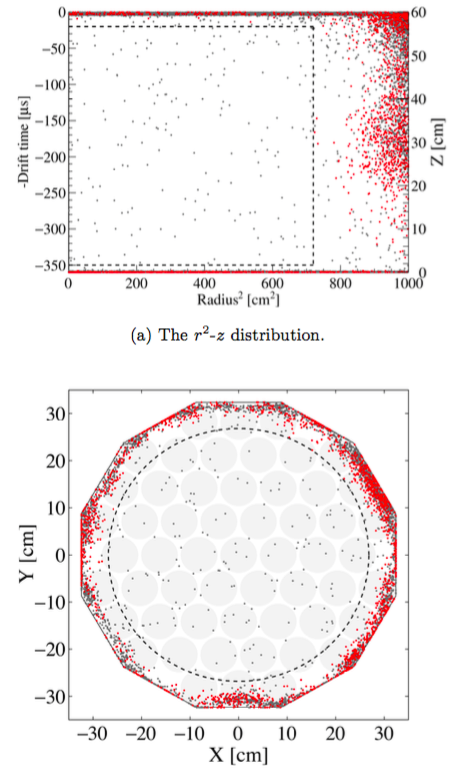 0
−50
−100
−150
−200
−250
−300
−350
-Drift time [μs]
60
50
40
30
20
10
0
Z [cm]
0 200 400 600 800 1000
Radius² [cm²]
(a) The r²-z distribution.
30
20
10
0
−10
−20
−30
Y [cm]
−30 −20 −10 0 10 20 30
X [cm]